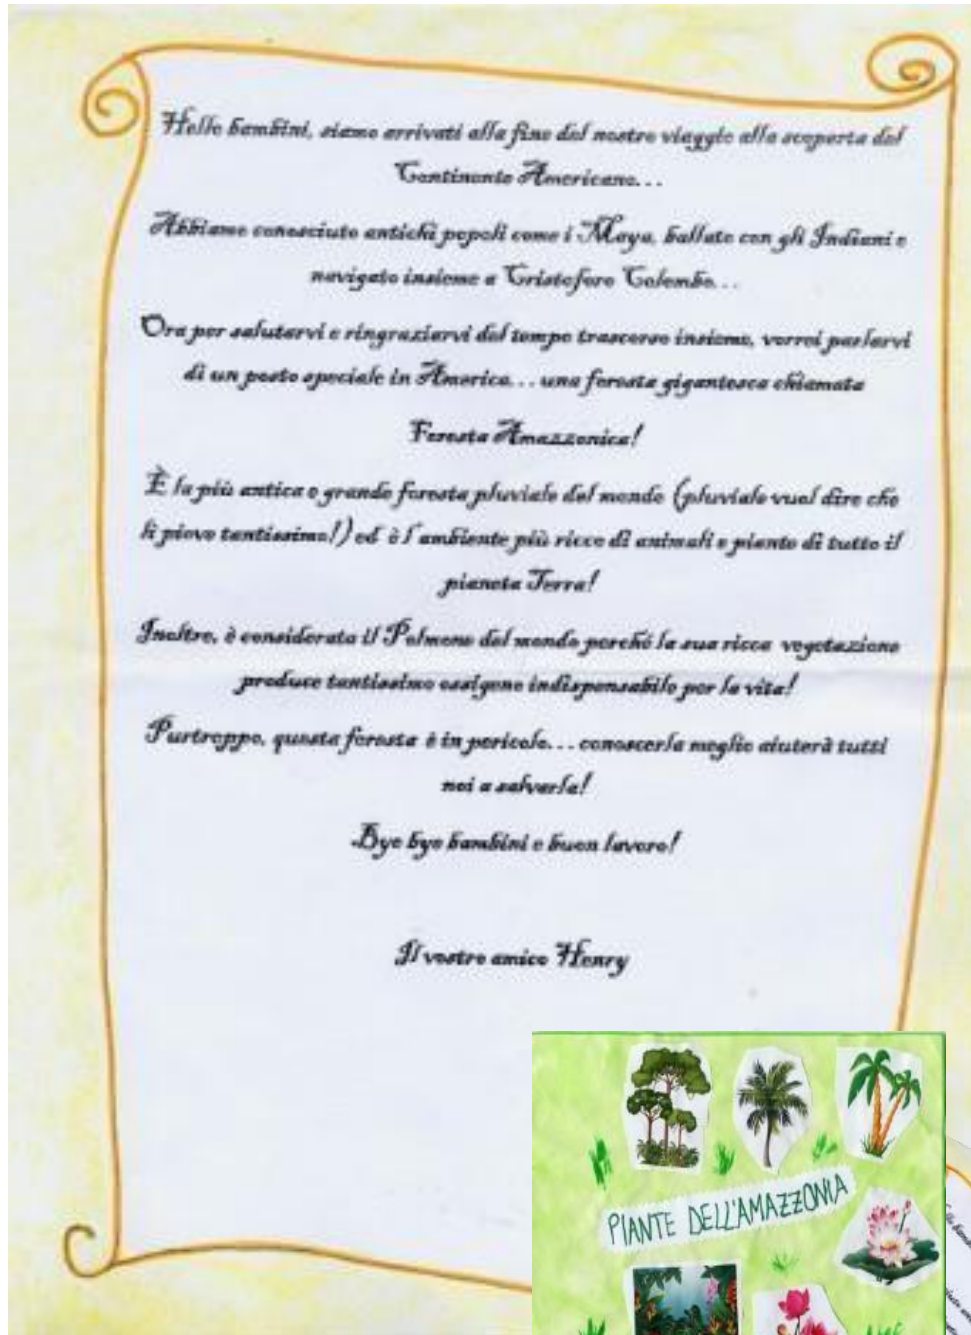 Hello bambini, siamo arrivati alla fine del nostro viaggio alla scoperta del
Continente Americano...
Abbiamo conosciuto antichi popoli come i Maya, ballato con gli Indiani e
navigato insieme a Cristoforo Colombo...
Ora per salutarvi e ringraziarvi del tempo trascorso insieme, vorrei parlarvi
di un posto speciale in America... una foresta gigantesca chiamata
Foresta Amazzonica!
È la più antica e grande foresta pluviale del mondo (pluviale vuol dire che
lì piove tantissimo!) ed è l'ambiente più ricco di animali e piante di tutto il
pianeta Terra!
Inoltre, è considerata il Polmone del mondo perché la sua ricca vegetazione
produce tantissimo ossigeno indispensabile per la vita!
Purtroppo, questa foresta è in pericolo... conoscerla meglio aiuterà tutti
noi a salvarla!
Bye bye bambini e buon lavoro!
Il vostro amico Henry
PIANTE DELL'AMAZZONIA